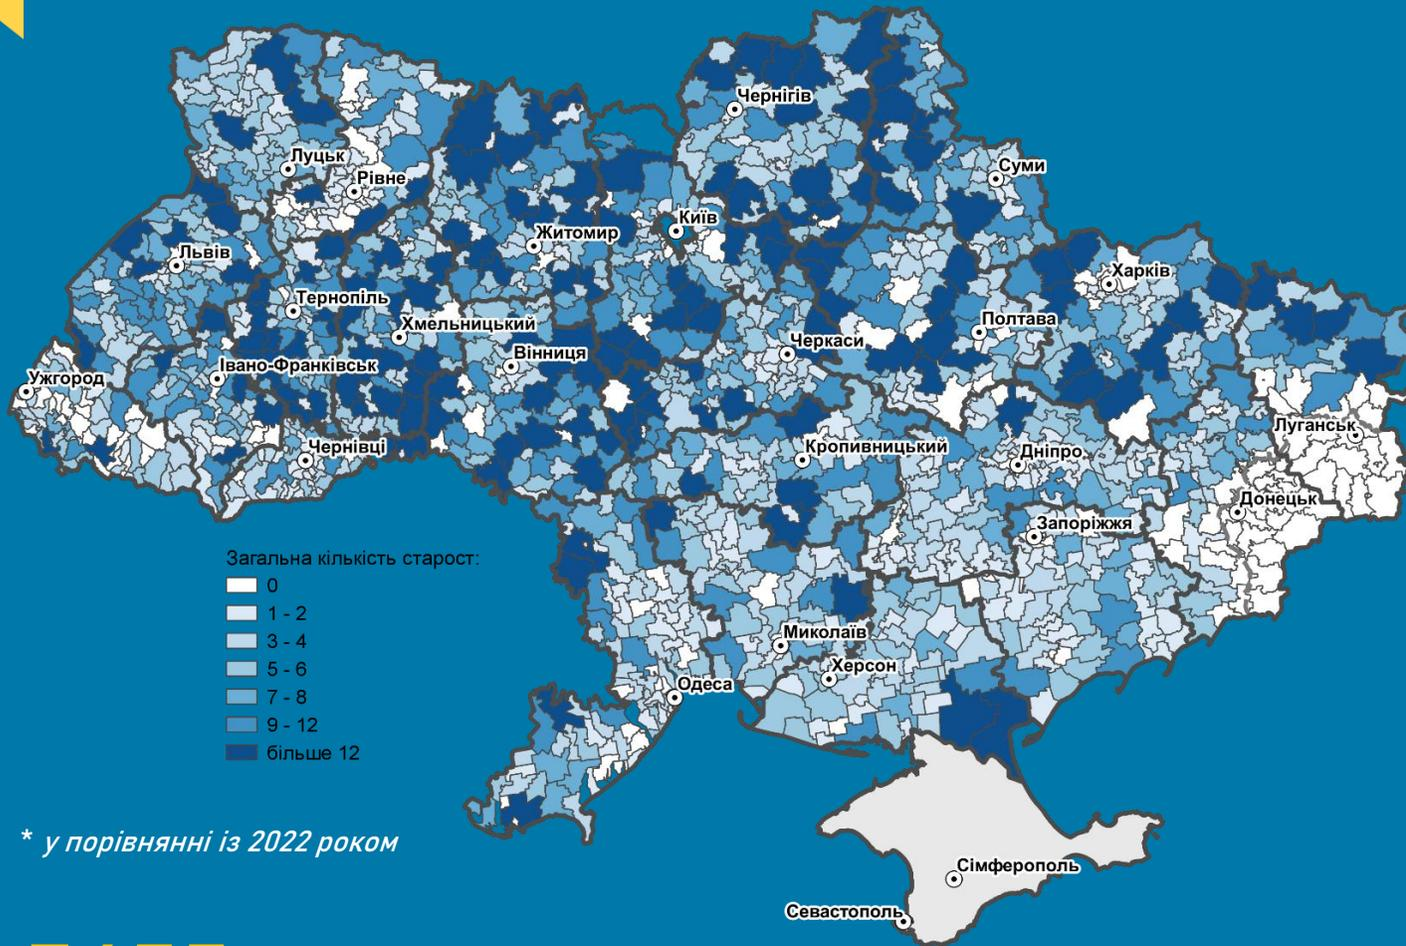 Чернігів
Луцьк
Рівне
Суми
Київ
Житомир
Львів
Харків
Тернопіль
Хмельницький
Полтава
Черкаси
Вінниця
Івано-Франківськ
Ужгород
Луганськ
Чернівці
Кропивницький
Дніпро
Донецьк
Запоріжжя
Загальна кількість старост:
0
1 - 2
3 - 4
5 - 6
7 - 8
9 - 12
більше 12
Миколаїв
Херсон
Одеса
* у порівнянні із 2022 роком
Сімферополь
Севастополь